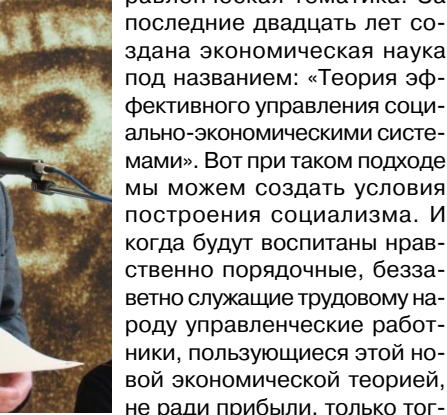 равленческая тематика. За
последние двадцать лет со-
здана экономическая наука
под названием: «Теория эф-
фективного управления соци-
ально-экономическими систе-
мами». Вот при таком подходе
мы можем создать условия
построения социализма. И
когда будут воспитаны нрав-
ственно порядочные, безза-
ветно служащие трудовому на-
роду управленческие работ-
ники, пользующиеся этой но-
вой экономической теорией,
не ради прибыли, только тог-